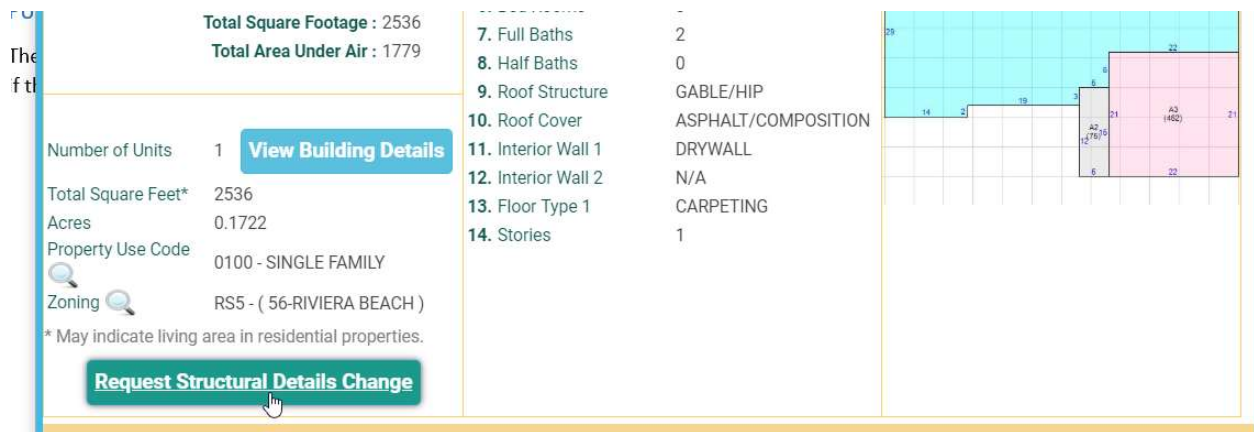 Total Square Footage : 2536
Total Area Under Air : 1779
The
if th
Number of Units 1 View Building Details
Total Square Feet* 2536
Acres 0.1722
Property Use Code 0100 - SINGLE FAMILY
Zoning RS5 - ( 56-RIVIERA BEACH )
* May indicate living area in residential properties.
Request Structural Details Change
7. Full Baths 2
8. Half Baths 0
9. Roof Structure GABLE/HIP
10. Roof Cover ASPHALT/COMPOSITION
11. Interior Wall 1 DRYWALL
12. Interior Wall 2 N/A
13. Floor Type 1 CARPETING
14. Stories 1
29
22
6
6
3
19
14 2
A3
(462)
21
21
A2
(76)
16
12
6
22